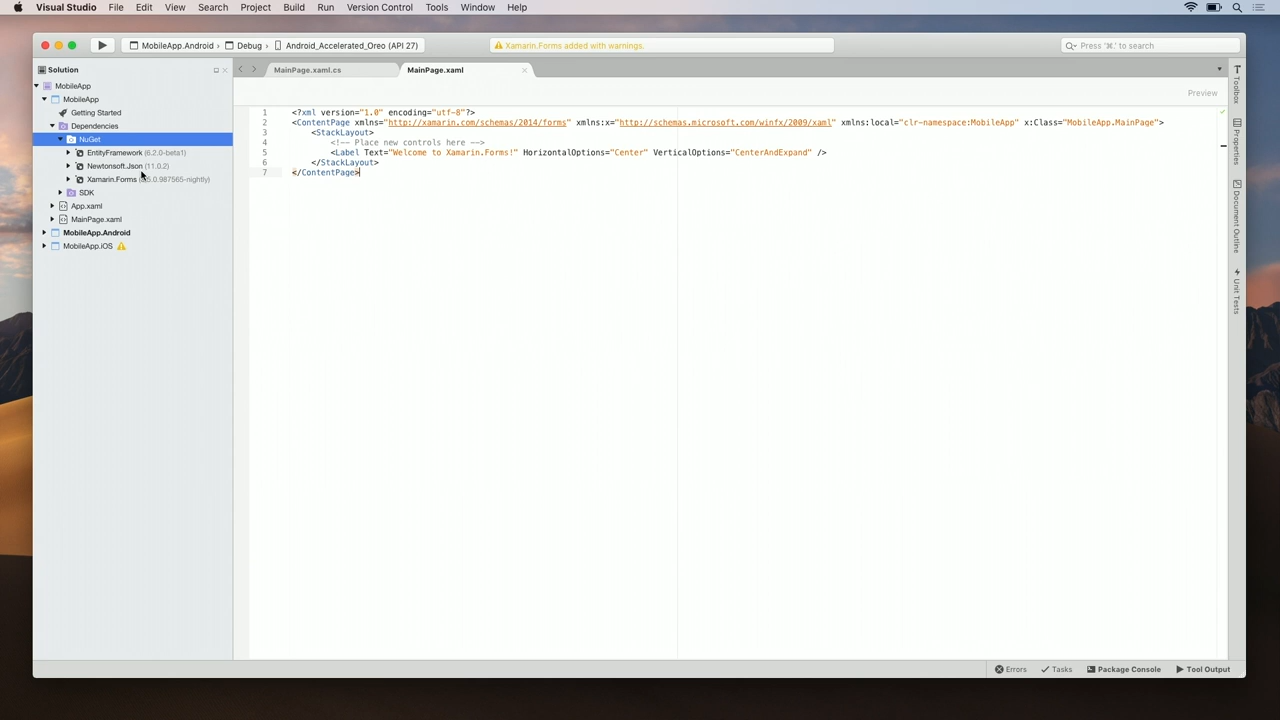 Visual Studio File Edit View Search Project Build Run Version Control Tools Window Help
MobileApp.Android Debug Android_Accelerated_Oreo (API 27)
Xamarin.Forms added with warnings.
Press '⌘.' to search
Solution
MainPage.xaml.cs
MainPage.xaml
Preview
MobileApp
MobileApp
Getting Started
Dependencies
NuGet
EntityFramework (6.2.0-beta1)
Newtonsoft.Json (11.0.2)
Xamarin.Forms
SDK
App.xaml
MainPage.xaml
MobileApp.Android
MobileApp.iOS
1 <?xml version="1.0" encoding="utf-8"?>
2 <ContentPage xmlns="http://xamarin.com/schemas/2014/forms" xmlns:x="http://schemas.microsoft.com/winfx/2009/xaml" xmlns:local="clr-namespace:MobileApp" x:Class="MobileApp.MainPage">
3 <StackLayout>
4 <!-- Place new controls here -->
5 <Label Text="Welcome to Xamarin.Forms!" HorizontalOptions="Center" VerticalOptions="CenterAndExpand" />
6 </StackLayout>
7 </ContentPage>
Toolbox
Properties
Document Outline
Unit Tests
Errors Tasks Package Console Tool Output